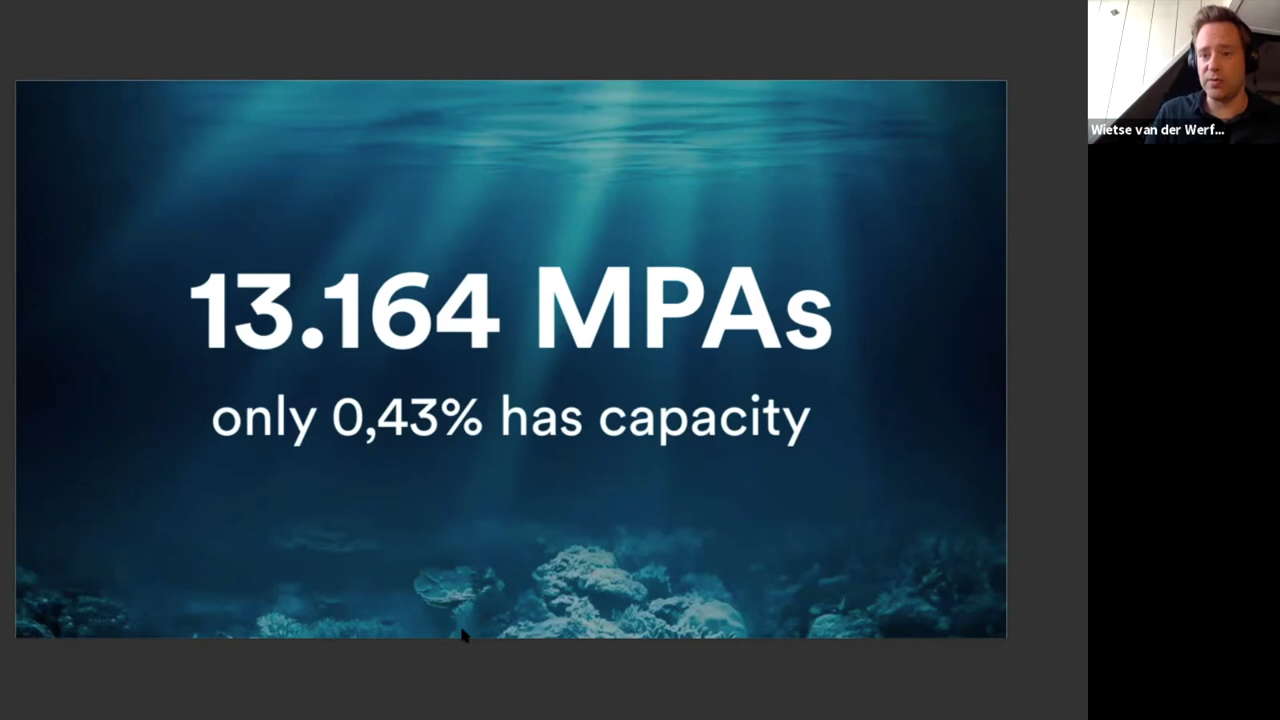 13.164 MPAs
only 0,43% has capacity
Wietse van der Werf...